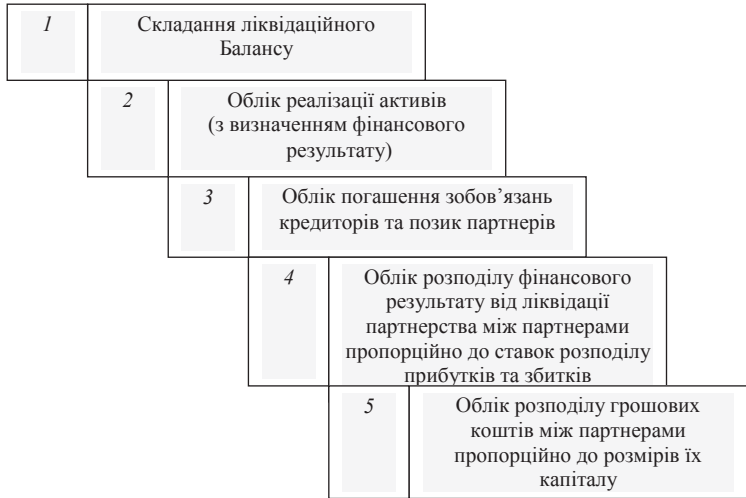 1
Складання ліквідаційного
Балансу
2
Облік реалізації активів
(з визначенням фінансового
результату)
3
Облік погашення зобов’язань
кредиторів та позик партнерів
4
Облік розподілу фінансового
результату від ліквідації
партнерства між партнерами
пропорційно до ставок розподілу
прибутків та збитків
5
Облік розподілу грошових
коштів між партнерами
пропорційно до розмірів їх
капіталу